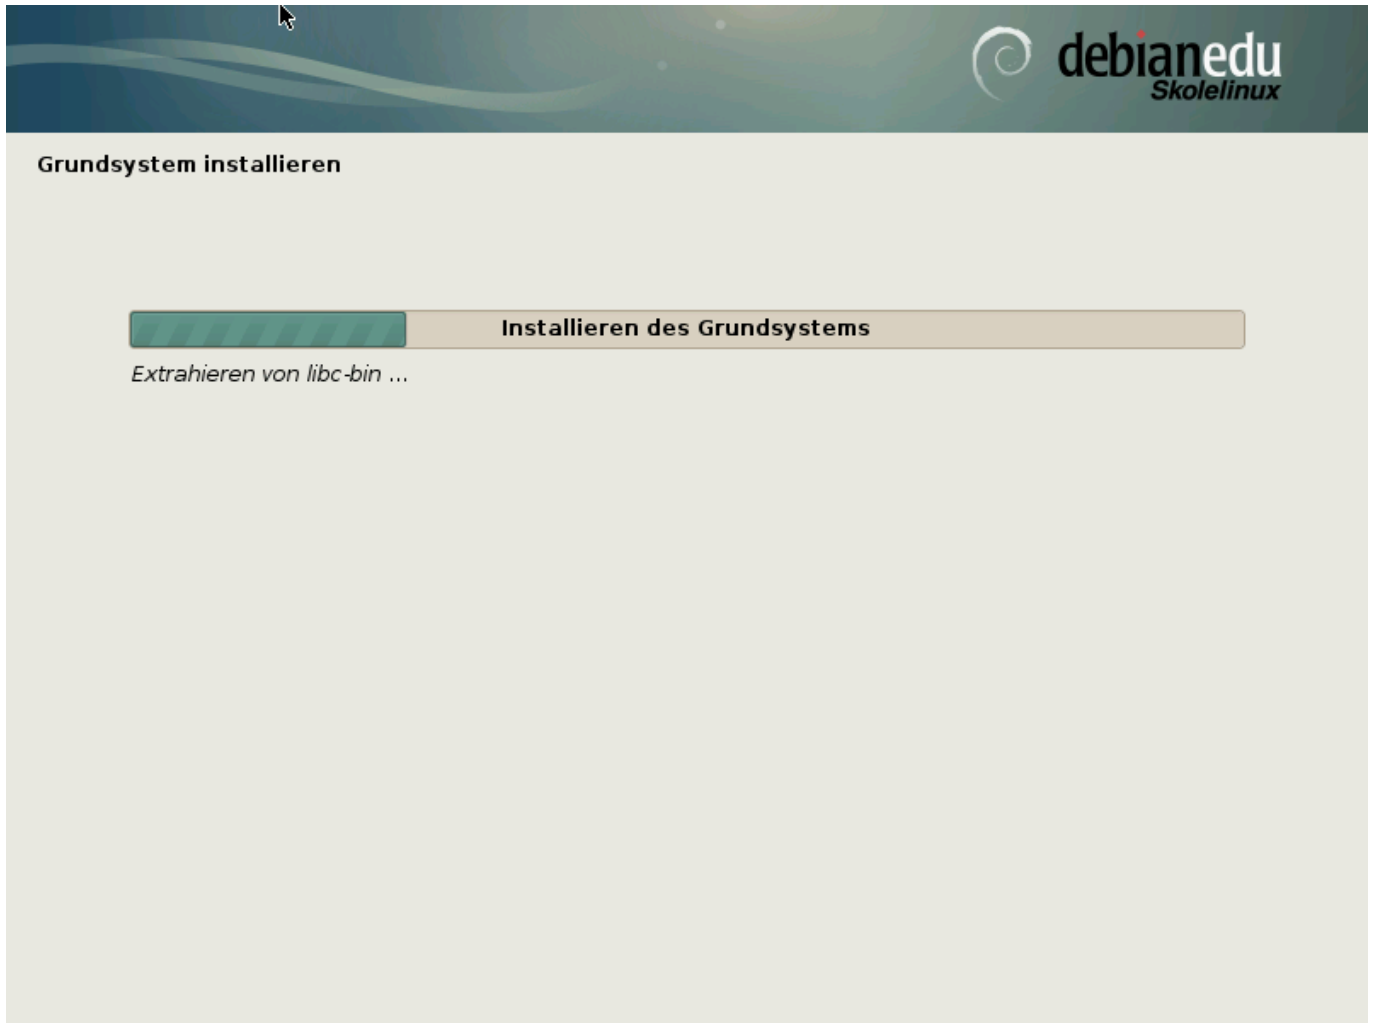 debianedu
Skolelinux
Grundsystem installieren
Installieren des Grundsystems
Extrahieren von libc-bin ...